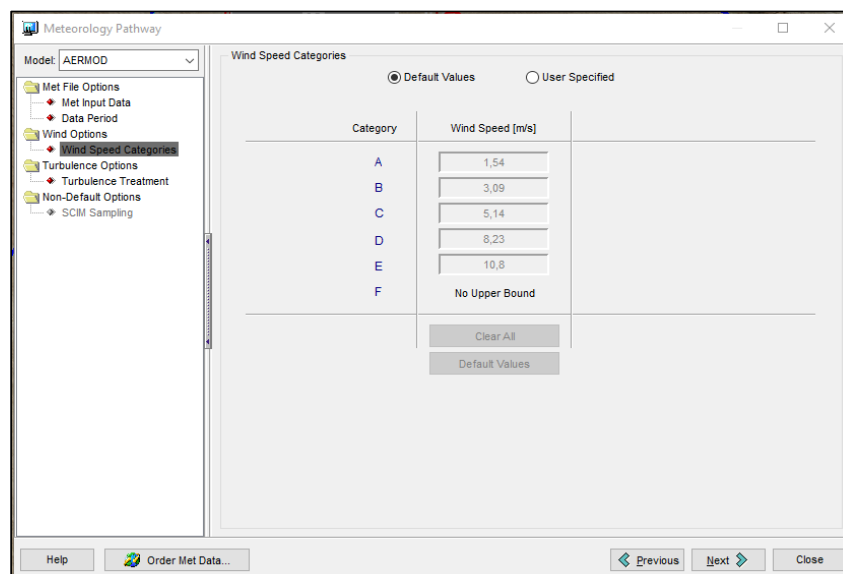 Meteorology Pathway
Model: AERMOD
Met File Options
Met Input Data
Data Period
Wind Options
Wind Speed Categories
Turbulence Options
Turbulence Treatment
Non-Default Options
SCIM Sampling
Wind Speed Categories
Default Values User Specified
Category Wind Speed [m/s]
A 1,54
B 3,09
C 5,14
D 8,23
E 10,8
F No Upper Bound
Clear All
Default Values
Help Order Met Data... Previous Next Close